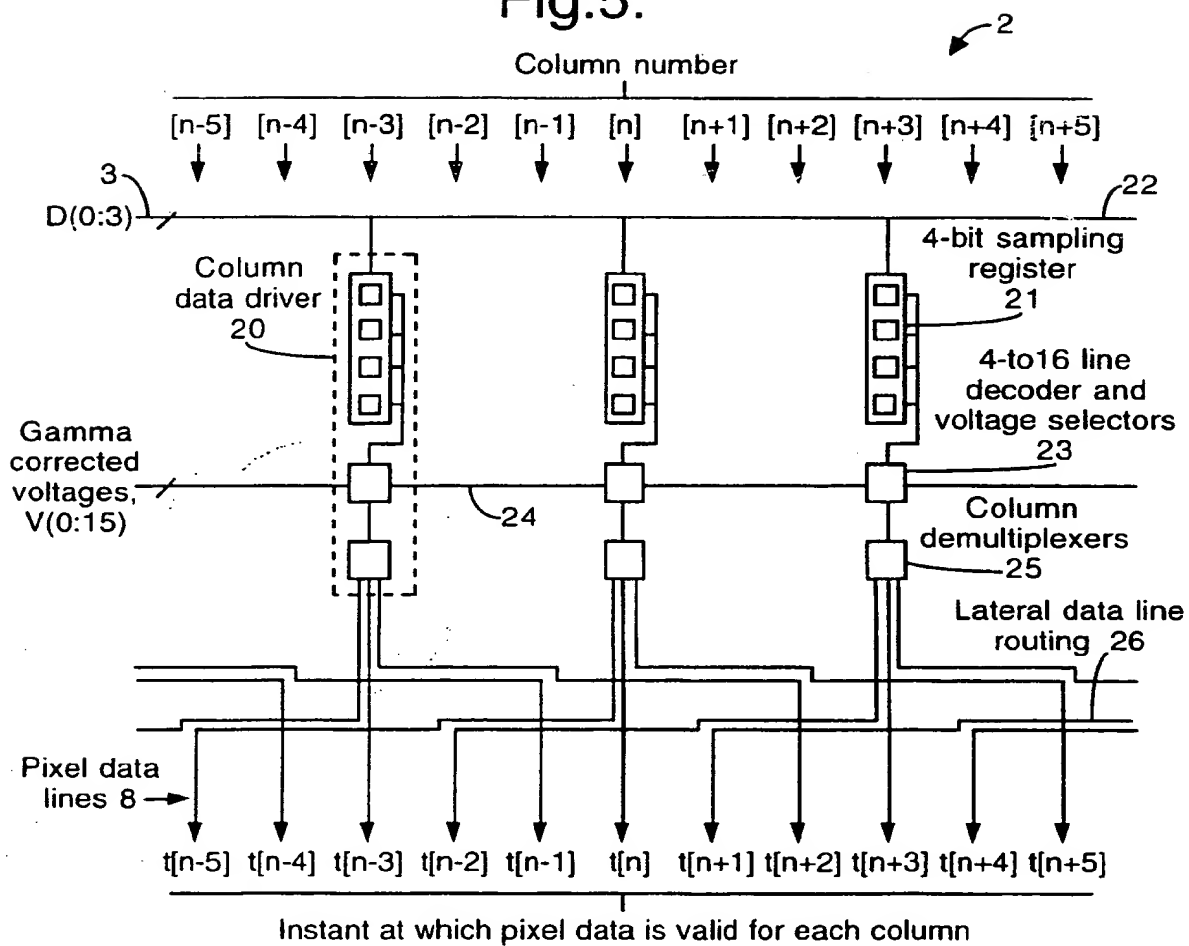 Fig.5.
2
Column number
[n-5] [n-4] [n-3] [n-2] [n-1] [n] [n+1] [n+2] [n+3] [n+4] [n+5]
3
22
D(0:3)
4-bit sampling
register
21
Column
data driver
20
4-to16 line
decoder and
voltage selectors
23
Gamma
corrected
voltages,
V(0:15)
24
Column
demultiplexers
25
Lateral data line
routing 26
Pixel data
lines 8
t[n-5] t[n-4] t[n-3] t[n-2] t[n-1] t[n] t[n+1] t[n+2] t[n+3] t[n+4] t[n+5]
Instant at which pixel data is valid for each column